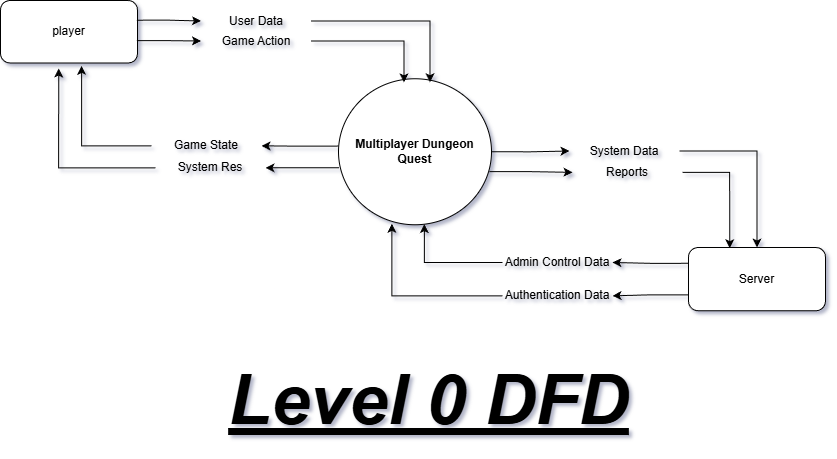 player
User Data
Game Action
Game State
System Res
Multiplayer Dungeon
Quest
System Data
Reports
Admin Control Data
Authentication Data
Server
Level 0 DFD